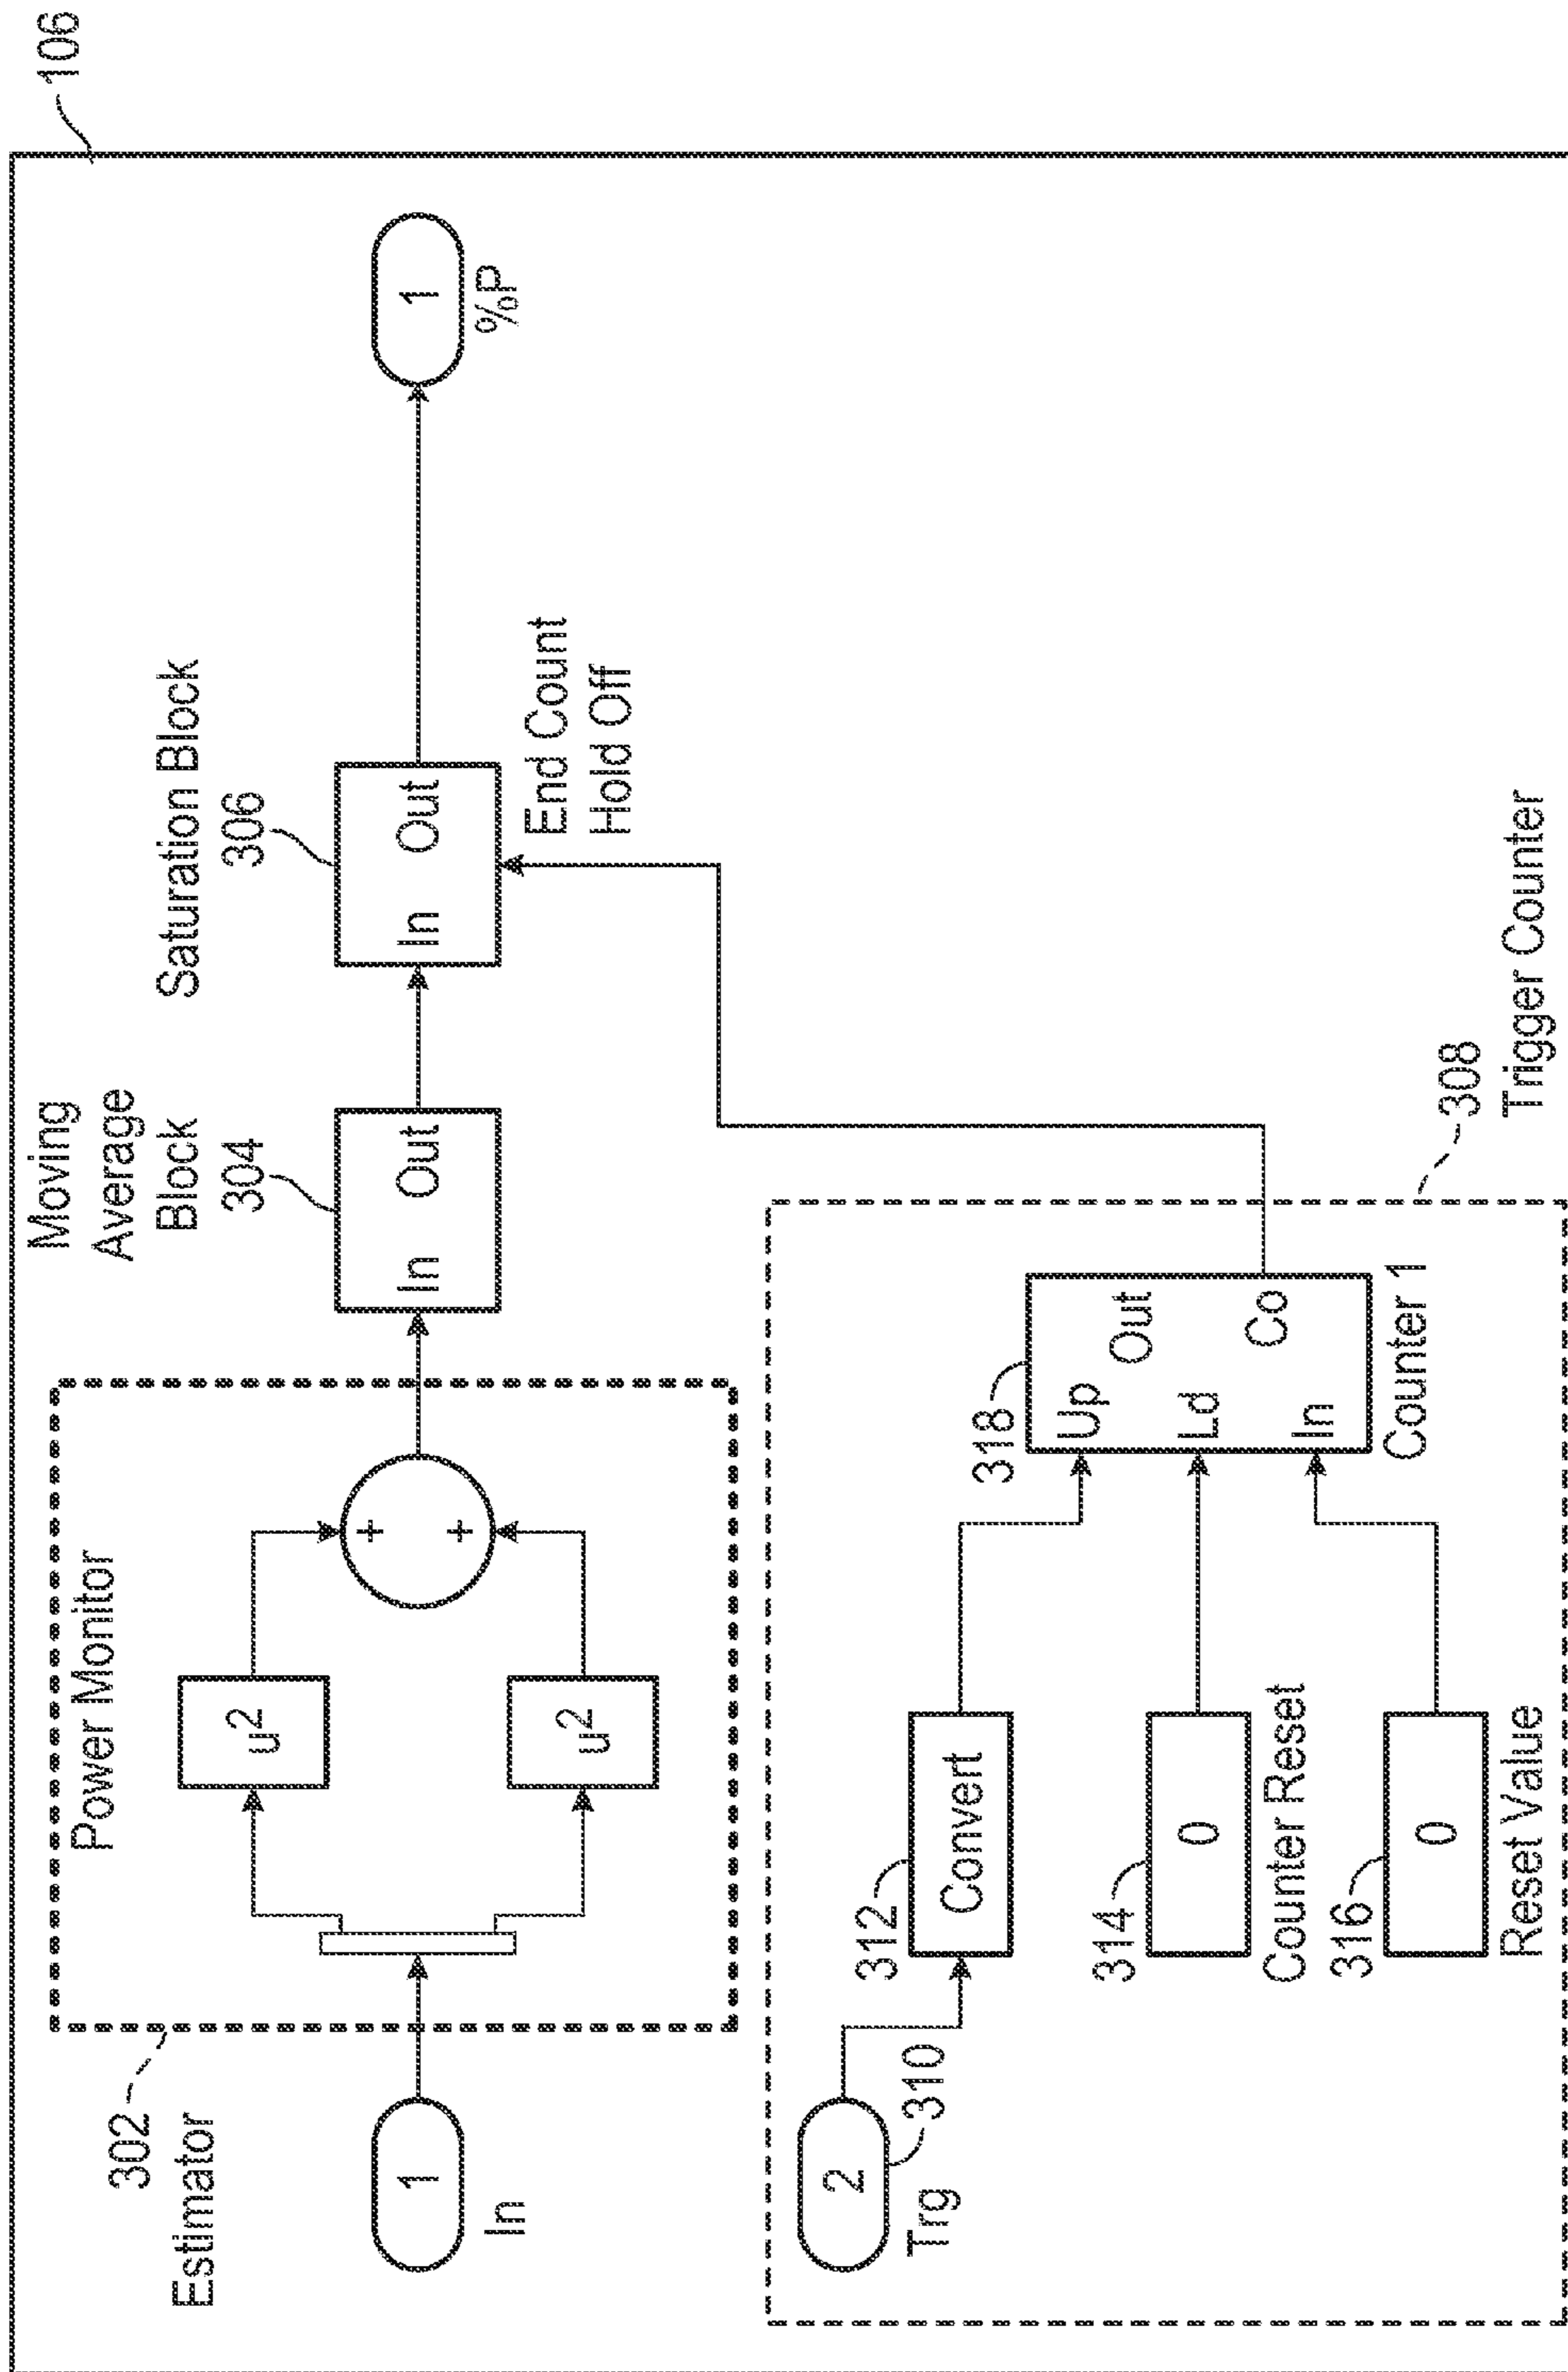 106
Moving
Average
Block
304
Saturation Block
306
Power Monitor
302
Estimator
1
In
u²
u²
+
+
In Out
In Out
1
%P
End Count
Hold Off
2
310
Trg
312
Convert
314
0
Counter Reset
316
0
Reset Value
318
Up
Out
Ld
Co
In
Counter 1
308
Trigger Counter